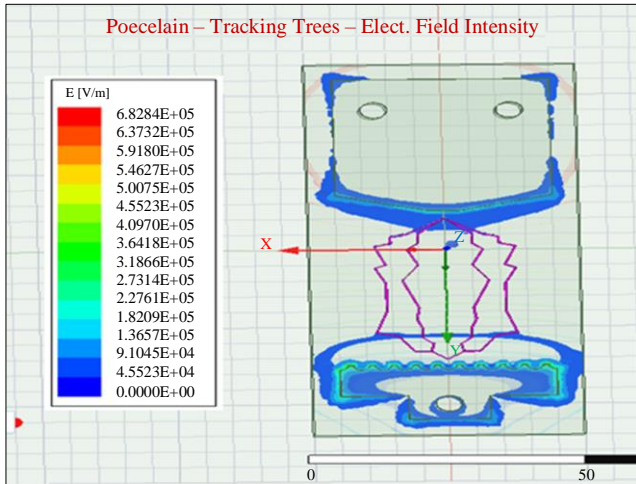 Poecelain – Tracking Trees – Elect. Field Intensity
E [V/m]
6.8284E+05
6.3732E+05
5.9180E+05
5.4627E+05
5.0075E+05
4.5523E+05
4.0970E+05
3.6418E+05
3.1866E+05
2.7314E+05
2.2761E+05
1.8209E+05
1.3657E+05
9.1045E+04
4.5523E+04
0.0000E+00
X
Z
Y
0 50